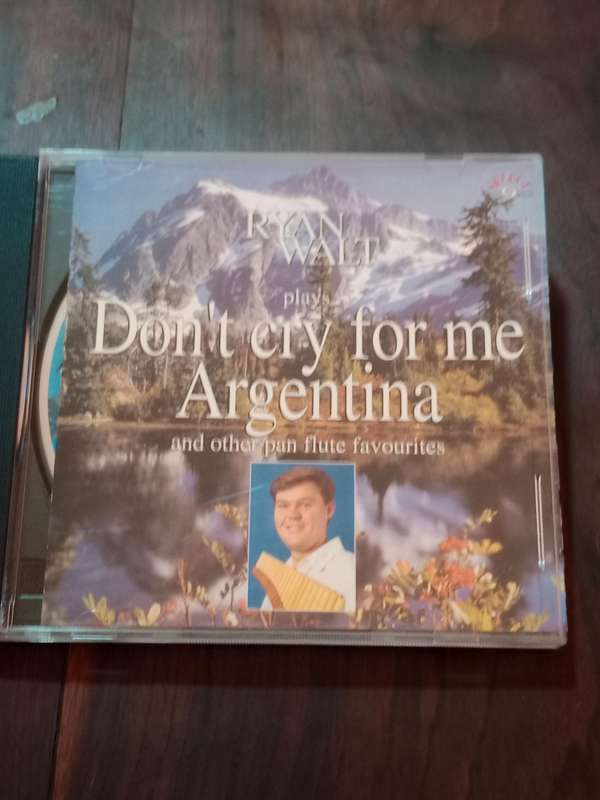 RYAN
WALT
plays
Don't cry for me
Argentina
and other pan flute favourites